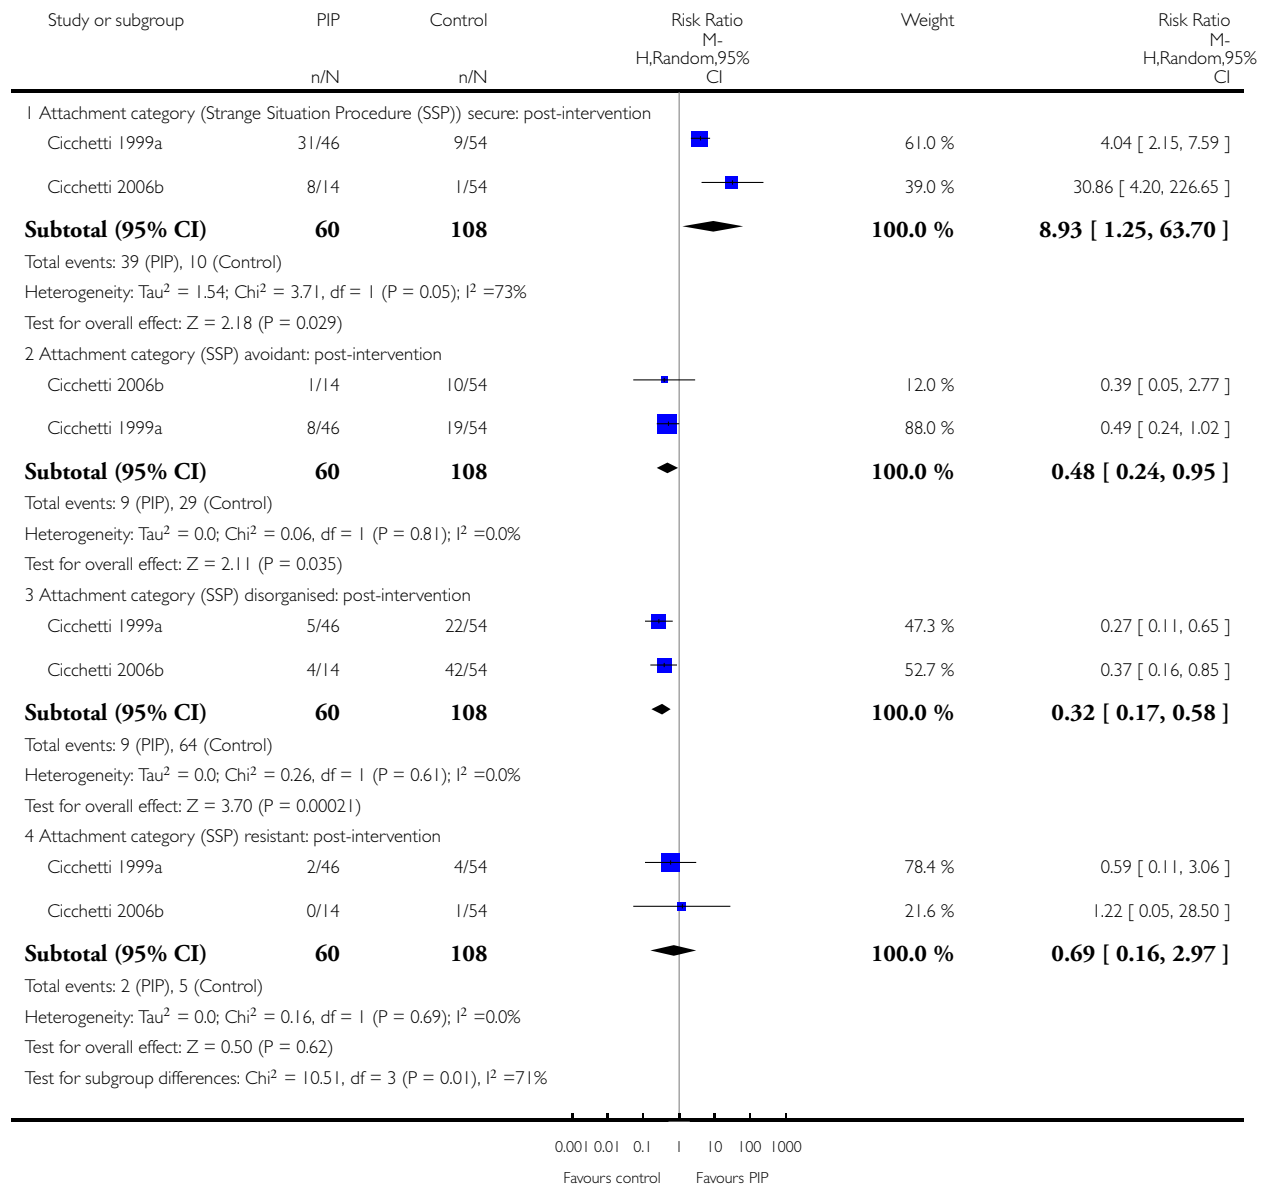 Study or subgroup PIP Control Risk Ratio Weight Risk Ratio
M- M-
H,Random,95% H,Random,95%
n/N n/N CI CI
1 Attachment category (Strange Situation Procedure (SSP)) secure: post-intervention
Cicchetti 1999a 31/46 9/54 61.0 % 4.04 [ 2.15, 7.59 ]
Cicchetti 2006b 8/14 1/54 39.0 % 30.86 [ 4.20, 226.65 ]
Subtotal (95% CI) 60 108 100.0 % 8.93 [ 1.25, 63.70 ]
Total events: 39 (PIP), 10 (Control)
Heterogeneity: Tau² = 1.54; Chi² = 3.71, df = 1 (P = 0.05); I² =73%
Test for overall effect: Z = 2.18 (P = 0.029)
2 Attachment category (SSP) avoidant: post-intervention
Cicchetti 2006b 1/14 10/54 12.0 % 0.39 [ 0.05, 2.77 ]
Cicchetti 1999a 8/46 19/54 88.0 % 0.49 [ 0.24, 1.02 ]
Subtotal (95% CI) 60 108 100.0 % 0.48 [ 0.24, 0.95 ]
Total events: 9 (PIP), 29 (Control)
Heterogeneity: Tau² = 0.0; Chi² = 0.06, df = 1 (P = 0.81); I² =0.0%
Test for overall effect: Z = 2.11 (P = 0.035)
3 Attachment category (SSP) disorganised: post-intervention
Cicchetti 1999a 5/46 22/54 47.3 % 0.27 [ 0.11, 0.65 ]
Cicchetti 2006b 4/14 42/54 52.7 % 0.37 [ 0.16, 0.85 ]
Subtotal (95% CI) 60 108 100.0 % 0.32 [ 0.17, 0.58 ]
Total events: 9 (PIP), 64 (Control)
Heterogeneity: Tau² = 0.0; Chi² = 0.26, df = 1 (P = 0.61); I² =0.0%
Test for overall effect: Z = 3.70 (P = 0.00021)
4 Attachment category (SSP) resistant: post-intervention
Cicchetti 1999a 2/46 4/54 78.4 % 0.59 [ 0.11, 3.06 ]
Cicchetti 2006b 0/14 1/54 21.6 % 1.22 [ 0.05, 28.50 ]
Subtotal (95% CI) 60 108 100.0 % 0.69 [ 0.16, 2.97 ]
Total events: 2 (PIP), 5 (Control)
Heterogeneity: Tau² = 0.0; Chi² = 0.16, df = 1 (P = 0.69); I² =0.0%
Test for overall effect: Z = 0.50 (P = 0.62)
Test for subgroup differences: Chi² = 10.51, df = 3 (P = 0.01), I² =71%
0.001 0.01 0.1 1 10 100 1000
Favours control Favours PIP